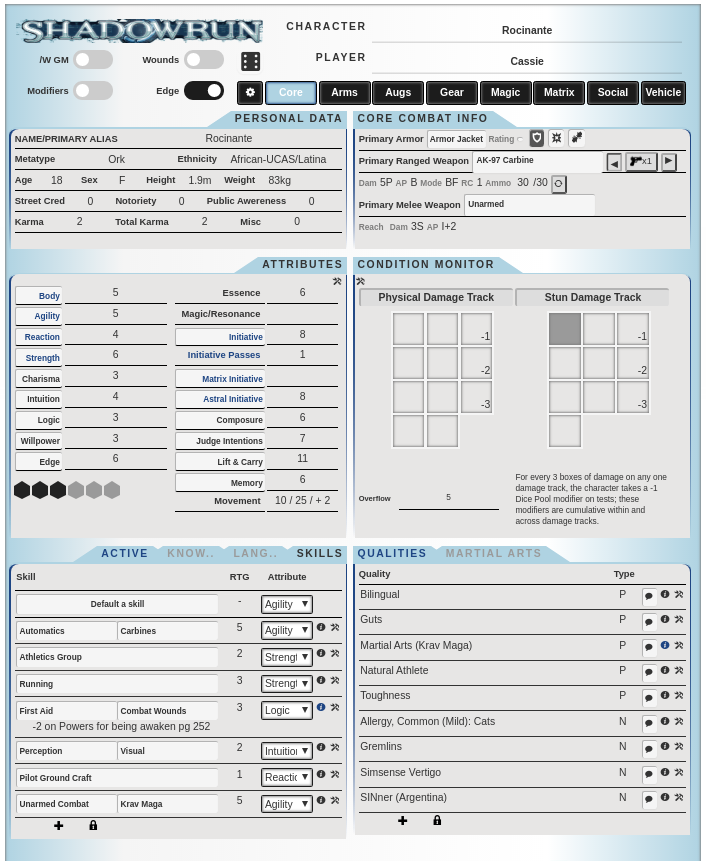 SHADOWRUN
CHARACTER Rocinante
/W GM Wounds PLAYER Cassie
Modifiers Edge Core Arms Augs Gear Magic Matrix Social Vehicle
PERSONAL DATA
NAME/PRIMARY ALIAS Rocinante
Metatype Ork Ethnicity African-UCAS/Latina
Age 18 Sex F Height 1.9m Weight 83kg
Street Cred 0 Notoriety 0 Public Awareness 0
Karma 2 Total Karma 2 Misc 0
CORE COMBAT INFO
Primary Armor Armor Jacket Rating
Primary Ranged Weapon AK-97 Carbine x1
Dam 5P AP B Mode BF RC 1 Ammo 30 /30
Primary Melee Weapon Unarmed
Reach Dam 3S AP I+2
ATTRIBUTES
Body 5 Essence 6
Agility 5 Magic/Resonance
Reaction 4 Initiative 8
Strength 6 Initiative Passes 1
Charisma 3 Matrix Initiative
Intuition 4 Astral Initiative 8
Logic 3 Composure 6
Willpower 3 Judge Intentions 7
Edge 6 Lift & Carry 11
Memory 6
Movement 10 / 25 / + 2
CONDITION MONITOR
Physical Damage Track Stun Damage Track
-1 -1
-2 -2
-3 -3
Overflow 5
For every 3 boxes of damage on any one
damage track, the character takes a -1
Dice Pool modifier on tests; these
modifiers are cumulative within and
across damage tracks.
ACTIVE KNOW.. LANG.. SKILLS
Skill RTG Attribute
Default a skill - Agility
Automatics Carbines 5 Agility
Athletics Group 2 Strengt
Running 3 Strengt
First Aid Combat Wounds 3 Logic
-2 on Powers for being awaken pg 252
Perception Visual 2 Intuitior
Pilot Ground Craft 1 Reactic
Unarmed Combat Krav Maga 5 Agility
QUALITIES MARTIAL ARTS
Quality Type
Bilingual P
Guts P
Martial Arts (Krav Maga) P
Natural Athlete P
Toughness P
Allergy, Common (Mild): Cats N
Gremlins N
Simsense Vertigo N
SINner (Argentina) N